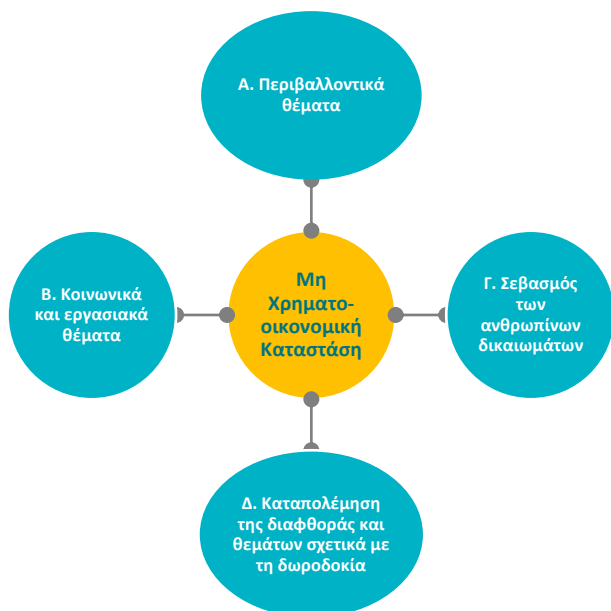 Α. Περιβαλλοντικά
θέματα
Β. Κοινωνικά
και εργασιακά
θέματα
Μη
Χρηματο-
οικονομική
Καταστάση
Γ. Σεβασμός
των
ανθρωπίνων
δικαιωμάτων
Δ. Καταπολέμηση
της διαφθοράς και
θεμάτων σχετικά με
τη δωροδοκία